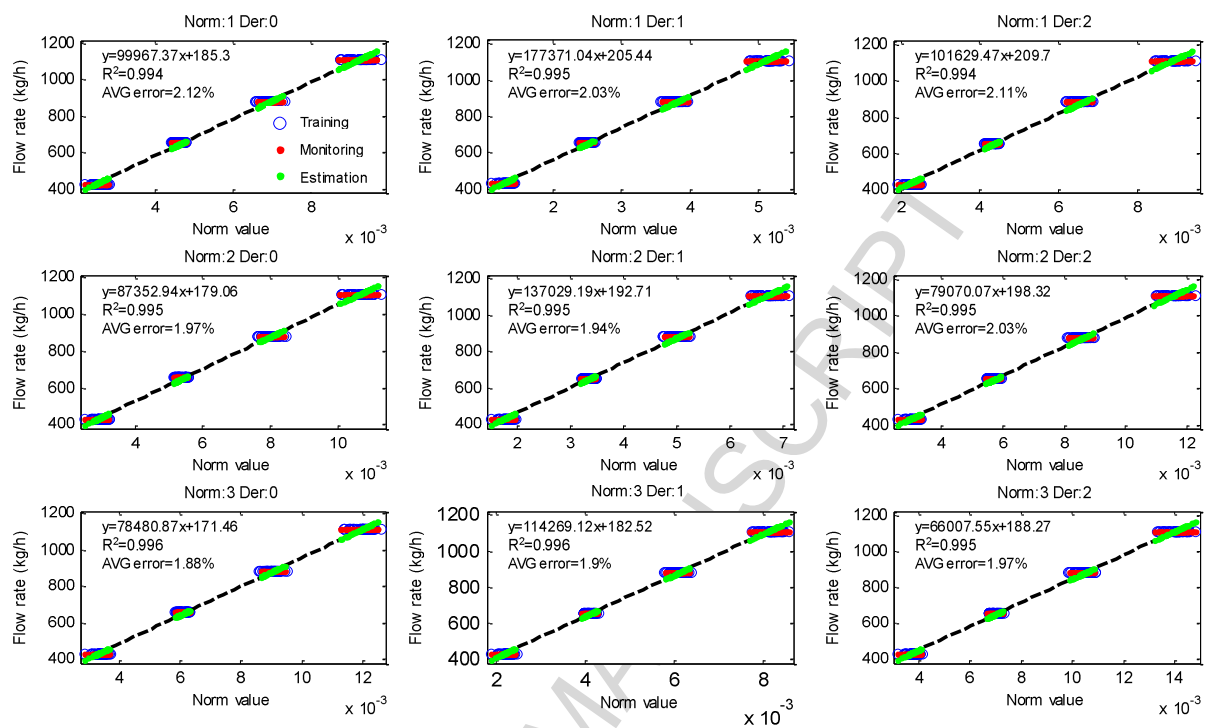 Norm:1 Der:0
y=99967.37x+185.3
R²=0.994
AVG error=2.12%
Training
Monitoring
Estimation
1200
1000
800
600
400
Flow rate (kg/h)
4 6 8
Norm value
x 10⁻³
Norm:1 Der:1
y=177371.04x+205.44
R²=0.995
AVG error=2.03%
1200
1000
800
600
400
Flow rate (kg/h)
2 3 4 5
Norm value
x 10⁻³
Norm:1 Der:2
y=101629.47x+209.7
R²=0.994
AVG error=2.11%
1200
1000
800
600
400
Flow rate (kg/h)
2 4 6 8
Norm value
x 10⁻³
Norm:2 Der:0
y=87352.94x+179.06
R²=0.995
AVG error=1.97%
1200
1000
800
600
400
Flow rate (kg/h)
4 6 8 10
Norm value
x 10⁻³
Norm:2 Der:1
y=137029.19x+192.71
R²=0.995
AVG error=1.94%
1200
1000
800
600
400
Flow rate (kg/h)
2 3 4 5 6 7
Norm value
x 10⁻³
Norm:2 Der:2
y=79070.07x+198.32
R²=0.995
AVG error=2.03%
1200
1000
800
600
400
Flow rate (kg/h)
4 6 8 10 12
Norm value
x 10⁻³
Norm:3 Der:0
y=78480.87x+171.46
R²=0.996
AVG error=1.88%
1200
1000
800
600
400
Flow rate (kg/h)
4 6 8 10 12
Norm value
x 10⁻³
Norm:3 Der:1
y=114269.12x+182.52
R²=0.996
AVG error=1.9%
1200
1000
800
600
400
Flow rate (kg/h)
2 4 6 8
Norm value
x 10⁻³
Norm:3 Der:2
y=66007.55x+188.27
R²=0.995
AVG error=1.97%
1200
1000
800
600
400
Flow rate (kg/h)
4 6 8 10 12 14
Norm value
x 10⁻³
MANUSCRIPT